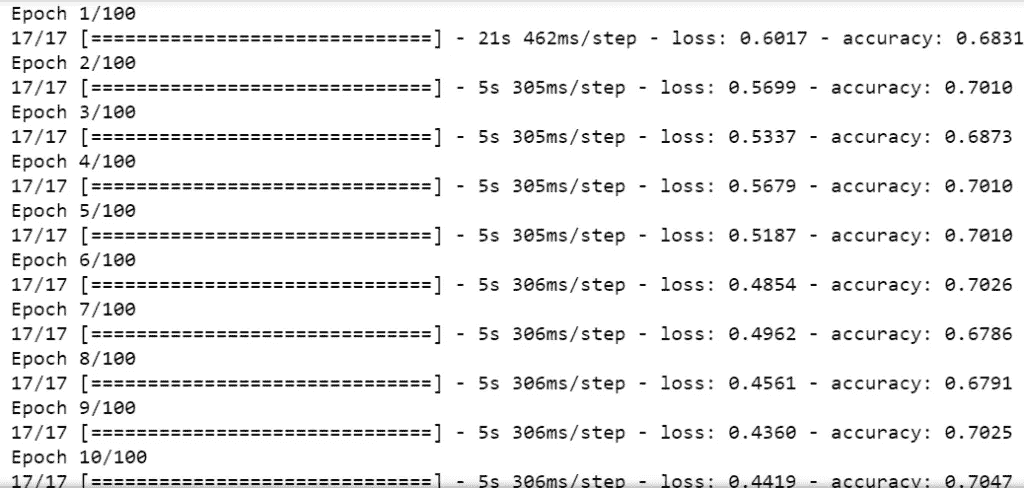 Epoch 1/100
17/17 [==============================] - 21s 462ms/step - loss: 0.6017 - accuracy: 0.6831
Epoch 2/100
17/17 [==============================] - 5s 305ms/step - loss: 0.5699 - accuracy: 0.7010
Epoch 3/100
17/17 [==============================] - 5s 305ms/step - loss: 0.5337 - accuracy: 0.6873
Epoch 4/100
17/17 [==============================] - 5s 305ms/step - loss: 0.5679 - accuracy: 0.7010
Epoch 5/100
17/17 [==============================] - 5s 305ms/step - loss: 0.5187 - accuracy: 0.7010
Epoch 6/100
17/17 [==============================] - 5s 306ms/step - loss: 0.4854 - accuracy: 0.7026
Epoch 7/100
17/17 [==============================] - 5s 306ms/step - loss: 0.4962 - accuracy: 0.6786
Epoch 8/100
17/17 [==============================] - 5s 306ms/step - loss: 0.4561 - accuracy: 0.6791
Epoch 9/100
17/17 [==============================] - 5s 306ms/step - loss: 0.4360 - accuracy: 0.7025
Epoch 10/100
17/17 [==============================] - 5s 306ms/step - loss: 0.4419 - accuracy: 0.7047